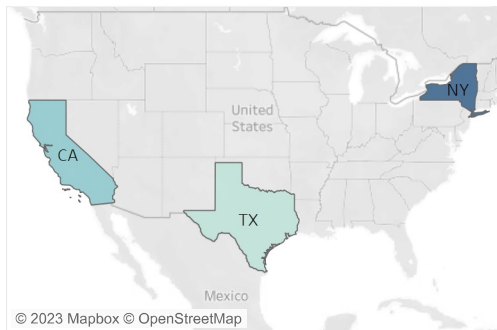 NY
United
States
CA
TX
Mexico
© 2023 Mapbox © OpenStreetMap